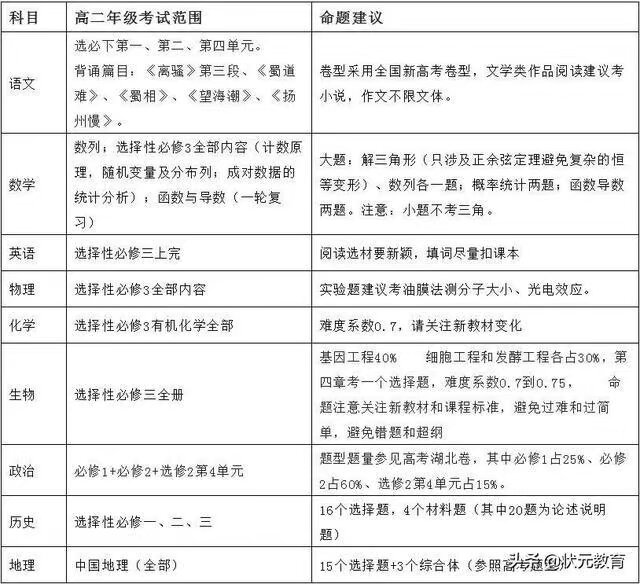 科目 高二年级考试范围 命题建议
语文
选必下第一、第二、第四单元。
背诵篇目：《离骚》第三段、《蜀道
难》、《蜀相》、《望海潮》、《扬
州慢》。
卷型采用全国新高考卷型，文学类作品阅读建议考
小说，作文不限文体。
数学
数列；选择性必修3全部内容（计数原
理，随机变量及分布列；成对数据的
统计分析）；函数与导数（一轮复
习）
大题：解三角形（只涉及正余弦定理避免复杂的恒
等变形）、数列各一题；概率统计两题；函数导数
两题。注意：小题不考三角。
英语 选择性必修三上完 阅读选材要新颖，填词尽量扣课本
物理 选择性必修3全部内容 实验题建议考油膜法测分子大小、光电效应。
化学 选择性必修3有机化学全部 难度系数0.7，请关注新教材变化
生物 选择性必修三全册
基因工程40% 细胞工程和发酵工程各占30%，第
四章考一个选择题，难度系数0.7到0.75， 命
题注意关注新教材和课程标准，避免过难和过简
单，避免错题和超纲
政治 必修1+必修2+选修2第4单元
题型题量参见高考湖北卷，其中必修1占25%、必修
2占60%、选修2第4单元占15%。
历史 选择性必修一、二、三
16个选择题，4个材料题（其中20题为论述说明
题）
地理 中国地理（全部） 15个选择题+3个综合体（参照高考题型）
头条@状元教育